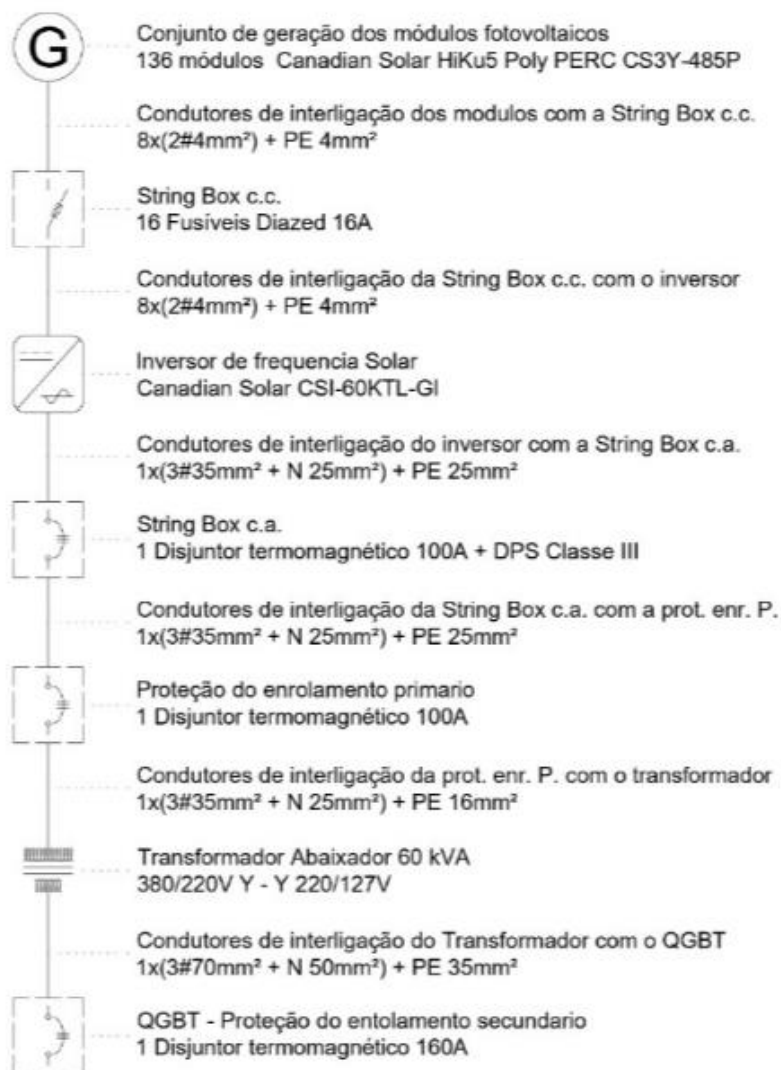 G
Conjunto de geração dos módulos fotovoltaicos
136 módulos Canadian Solar HiKu5 Poly PERC CS3Y-485P
Condutores de interligação dos modulos com a String Box c.c.
8x(2#4mm²) + PE 4mm²
String Box c.c.
16 Fusíveis Diazed 16A
Condutores de interligação da String Box c.c. com o inversor
8x(2#4mm²) + PE 4mm²
Inversor de frequencia Solar
Canadian Solar CSI-60KTL-GI
Condutores de interligação do inversor com a String Box c.a.
1x(3#35mm² + N 25mm²) + PE 25mm²
String Box c.a.
1 Disjuntor termomagnético 100A + DPS Classe III
Condutores de interligação da String Box c.a. com a prot. enr. P.
1x(3#35mm² + N 25mm²) + PE 25mm²
Proteção do enrolamento primario
1 Disjuntor termomagnético 100A
Condutores de interligação da prot. enr. P. com o transformador
1x(3#35mm² + N 25mm²) + PE 16mm²
Transformador Abaixador 60 kVA
380/220V Y - Y 220/127V
Condutores de interligação do Transformador com o QGBT
1x(3#70mm² + N 50mm²) + PE 35mm²
QGBT - Proteção do entolamento secundario
1 Disjuntor termomagnético 160A